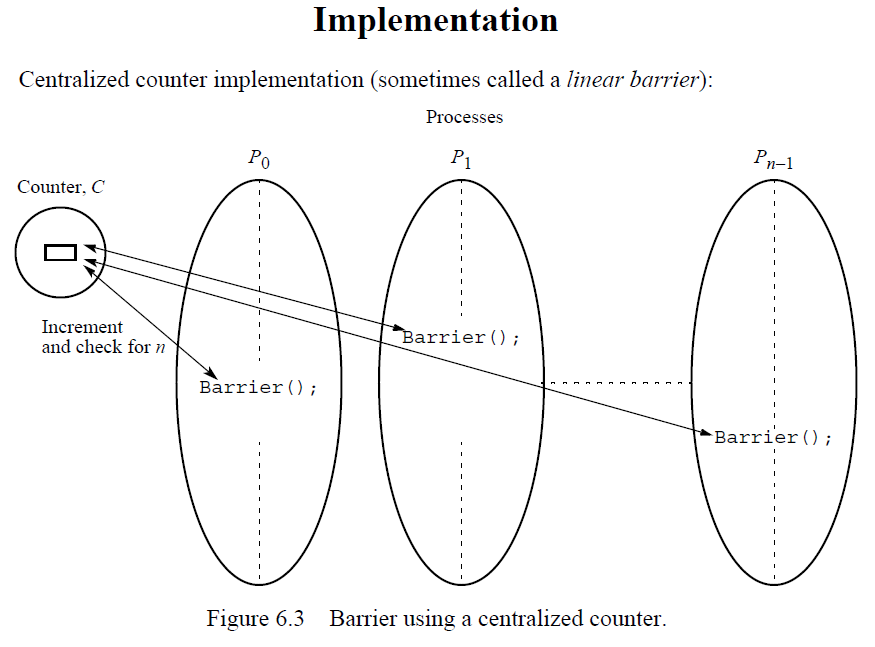 Implementation
Centralized counter implementation (sometimes called a linear barrier):
Processes
P0
P1
Pn–1
Counter, C
Increment
and check for n
Barrier();
Barrier();
Barrier();
Figure 6.3 Barrier using a centralized counter.